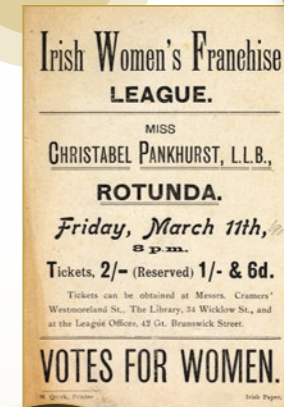 Irish Women's Franchise
LEAGUE.
MISS
CHRISTABEL PANKHURST, L.L.B.,
ROTUNDA.
Friday, March 11th,
8 p.m.
Tickets, 2/- (Reserved) 1/- & 6d.
Tickets can be obtained at Messrs. Cramers'
Westmoreland St., The Library, 34 Wicklow St., and
at the League Offices, 42 Gt. Brunswick Street.
VOTES FOR WOMEN.
Printer
Irish Paper,